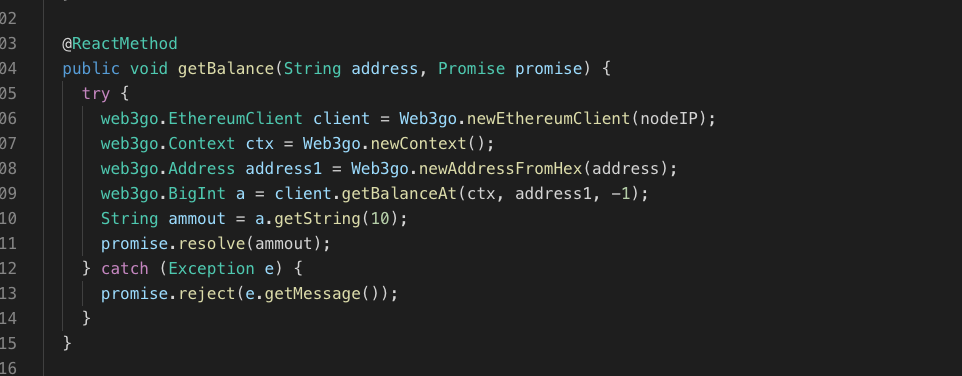 02
03 @ReactMethod
04 public void getBalance(String address, Promise promise) {
05 try {
06 web3go.EthereumClient client = Web3go.newEthereumClient(nodeIP);
07 web3go.Context ctx = Web3go.newContext();
08 web3go.Address address1 = Web3go.newAddressFromHex(address);
09 web3go.BigInt a = client.getBalanceAt(ctx, address1, -1);
10 String ammout = a.getString(10);
11 promise.resolve(ammout);
12 } catch (Exception e) {
13 promise.reject(e.getMessage());
14 }
15 }
16